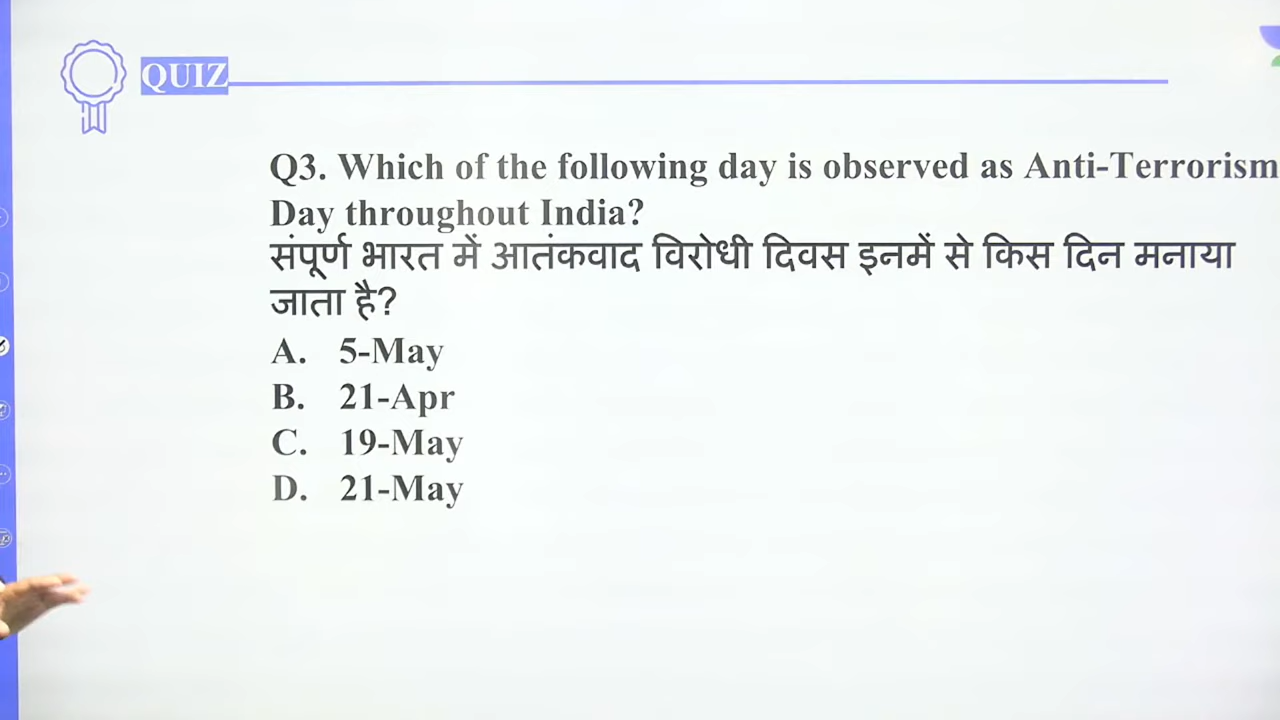 QUIZ
Q3. Which of the following day is observed as Anti-Terrorism
Day throughout India?
संपूर्ण भारत में आतंकवाद विरोधी दिवस इनमें से किस दिन मनाया
जाता है?
A. 5-May
B. 21-Apr
C. 19-May
D. 21-May